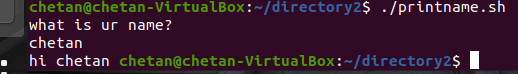 chetan@chetan-VirtualBox:~/directory2$ ./printname.sh
what is ur name?
chetan
hi chetan chetan@chetan-VirtualBox:~/directory2$